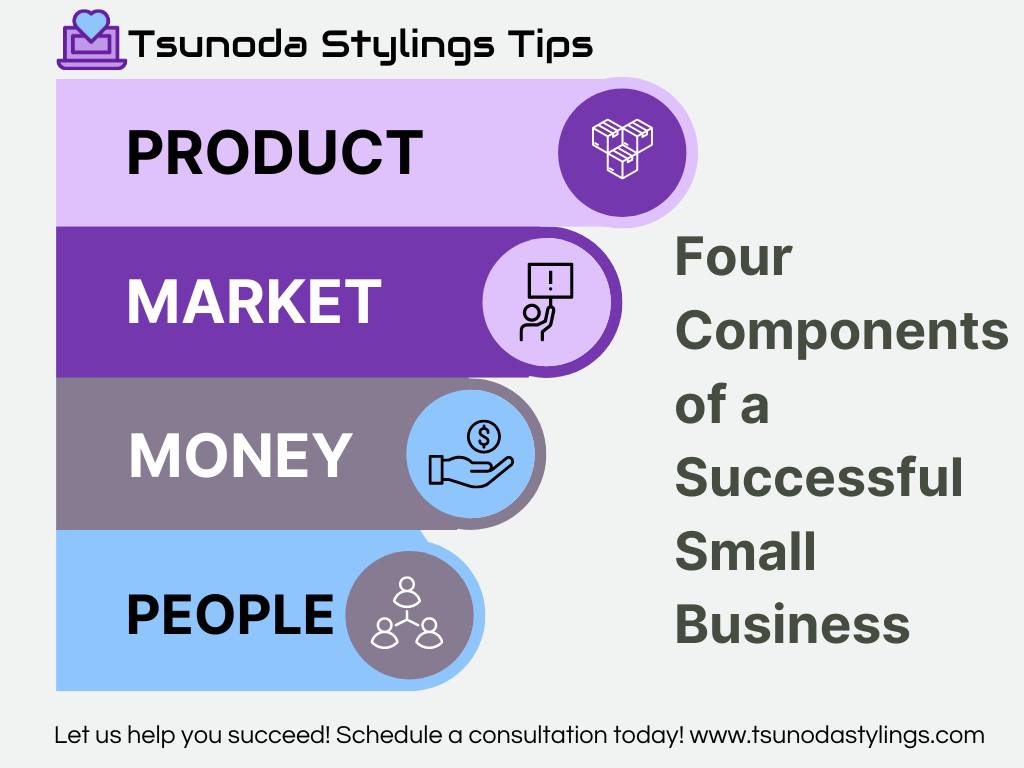 Tsunoda Stylings Tips
PRODUCT
MARKET
MONEY
PEOPLE
Four
Components
of a
Successful
Small
Business
Let us help you succeed! Schedule a consultation today! www.tsunodastylings.com